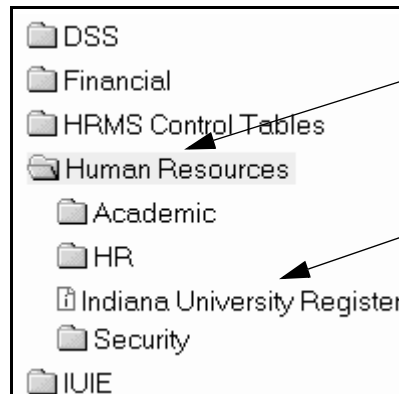 DSS
Financial
HRMS Control Tables
Human Resources
Academic
HR
Indiana University Register
Security
IUIE